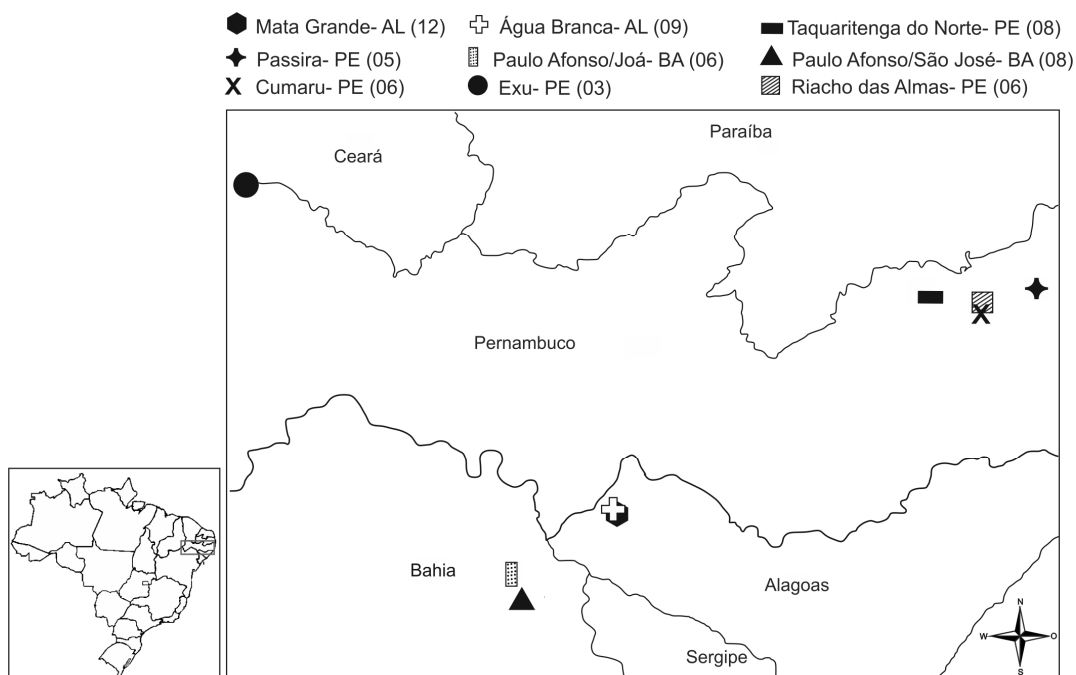 Mata Grande- AL (12)
Água Branca- AL (09)
Taquaritenga do Norte- PE (08)
Passira- PE (05)
Paulo Afonso/Joá- BA (06)
Paulo Afonso/São José- BA (08)
Cumaru- PE (06)
Exu- PE (03)
Riacho das Almas- PE (06)
Paraíba
Ceará
Pernambuco
Bahia
Alagoas
Sergipe
N
W
O
S